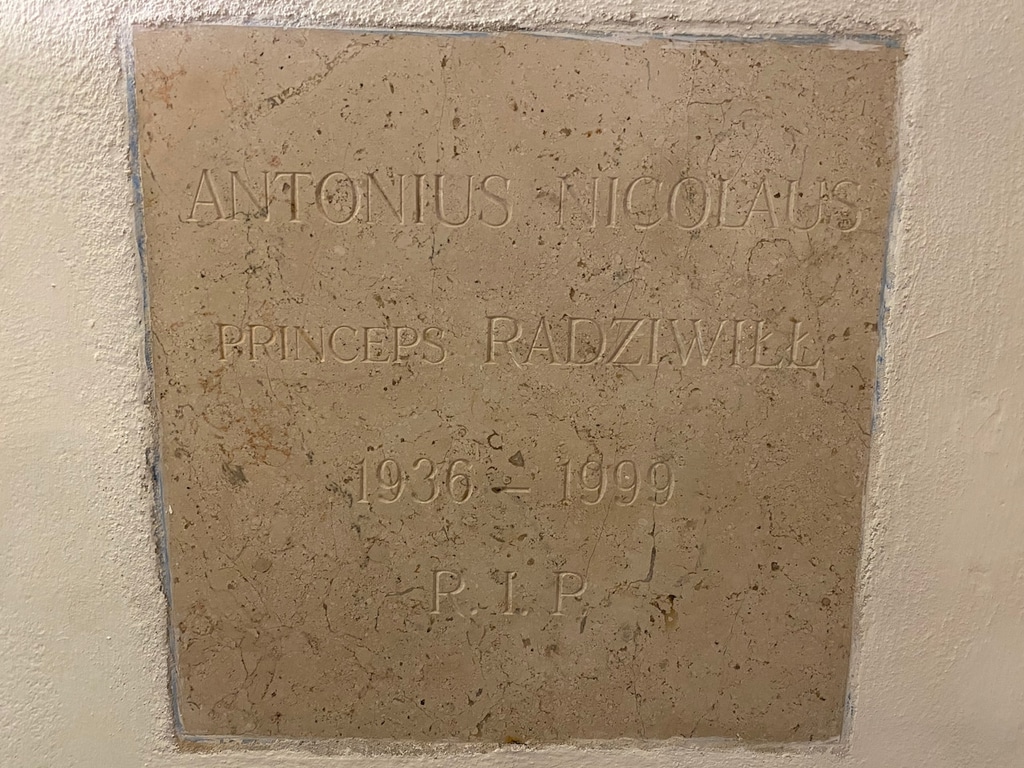 ANTONIUS NICOLAUS
PRINCEPS RADZIWIŁŁ
1936 – 1999
R. I. P.